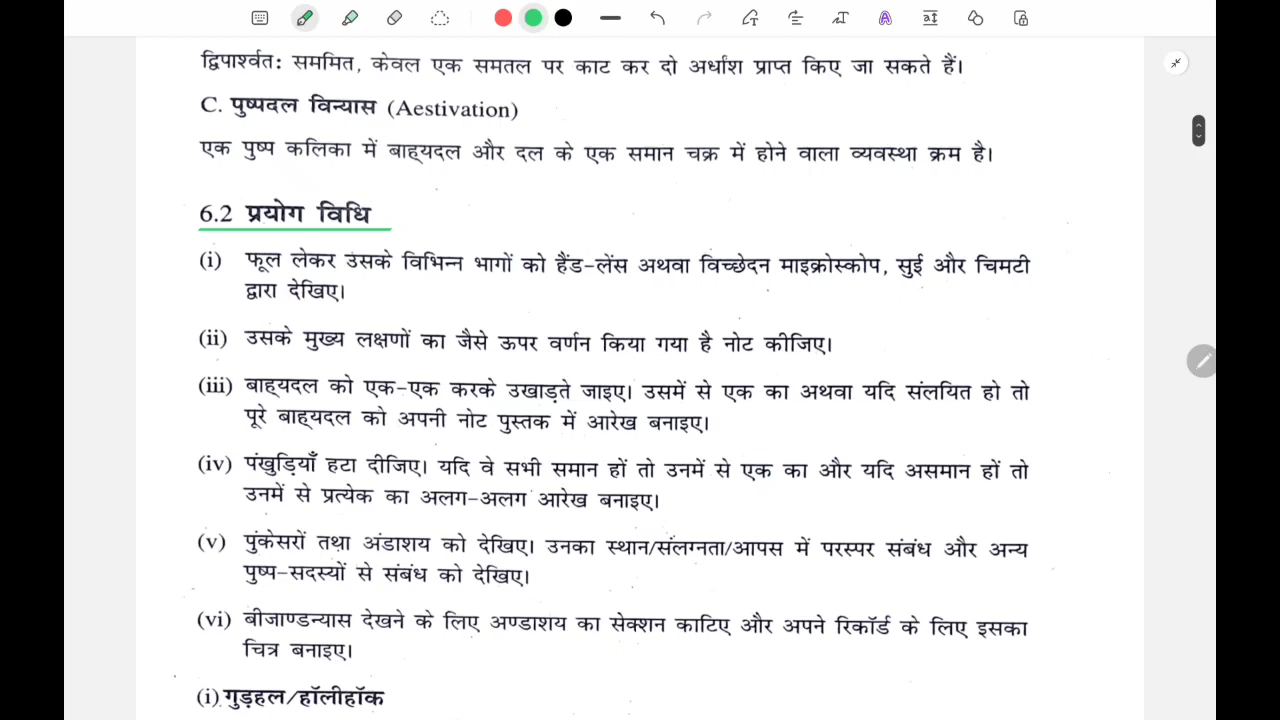 द्विपार्श्वतः सममित, केवल एक समतल पर काट कर दो अर्धांश प्राप्त किए जा सकते हैं।
C. पुष्पदल विन्यास (Aestivation)
एक पुष्प कलिका में बाह्यदल और दल के एक समान चक्र में होने वाला व्यवस्था क्रम है।
6.2 प्रयोग विधि
(i) फूल लेकर उसके विभिन्न भागों को हैंड-लेंस अथवा विच्छेदन माइक्रोस्कोप, सुई और चिमटी
द्वारा देखिए।
(ii) उसके मुख्य लक्षणों का जैसे ऊपर वर्णन किया गया है नोट कीजिए।
(iii) बाह्यदल को एक-एक करके उखाड़ते जाइए। उसमें से एक का अथवा यदि संलयित हो तो
पूरे बाह्यदल को अपनी नोट पुस्तक में आरेख बनाइए।
(iv) पंखुड़ियाँ हटा दीजिए। यदि वे सभी समान हों तो उनमें से एक का और यदि असमान हों तो
उनमें से प्रत्येक का अलग-अलग आरेख बनाइए।
(v) पुंकेसरों तथा अंडाशय को देखिए। उनका स्थान/संलग्नता/आपस में परस्पर संबंध और अन्य
पुष्प-सदस्यों से संबंध को देखिए।
(vi) बीजाण्डन्यास देखने के लिए अण्डाशय का सेक्शन काटिए और अपने रिकॉर्ड के लिए इसका
चित्र बनाइए।
(i) गुड़हल/हॉलीहॉक